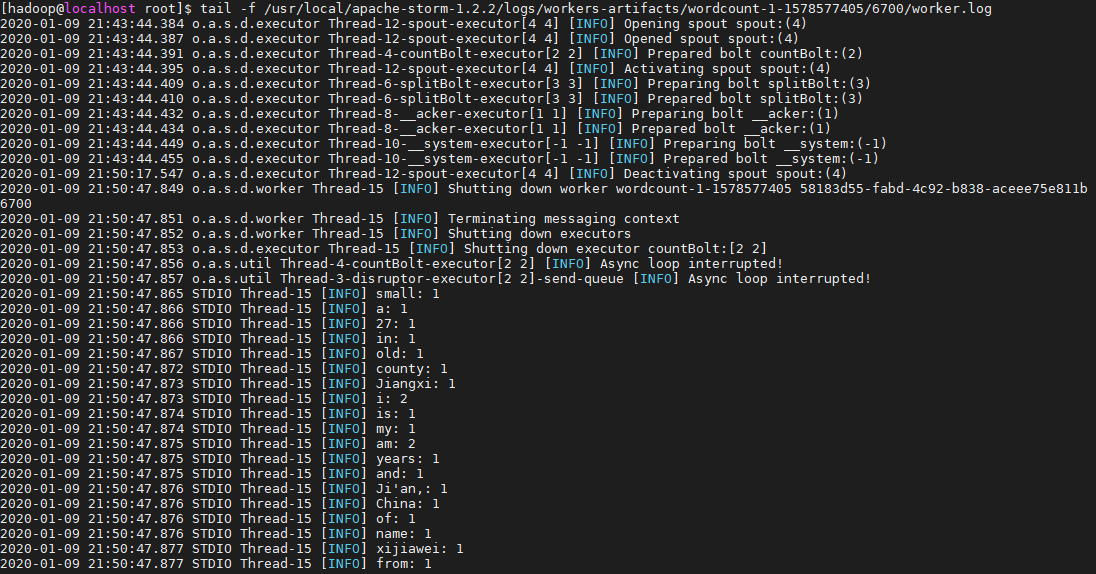 [hadoop@localhost root]$ tail -f /usr/local/apache-storm-1.2.2/logs/workers-artifacts/wordcount-1-1578577405/6700/worker.log
2020-01-09 21:43:44.384 o.a.s.d.executor Thread-12-spout-executor[4 4] [INFO] Opening spout spout:(4)
2020-01-09 21:43:44.387 o.a.s.d.executor Thread-12-spout-executor[4 4] [INFO] Opened spout spout:(4)
2020-01-09 21:43:44.391 o.a.s.d.executor Thread-4-countBolt-executor[2 2] [INFO] Prepared bolt countBolt:(2)
2020-01-09 21:43:44.395 o.a.s.d.executor Thread-12-spout-executor[4 4] [INFO] Activating spout spout:(4)
2020-01-09 21:43:44.409 o.a.s.d.executor Thread-6-splitBolt-executor[3 3] [INFO] Preparing bolt splitBolt:(3)
2020-01-09 21:43:44.410 o.a.s.d.executor Thread-6-splitBolt-executor[3 3] [INFO] Prepared bolt splitBolt:(3)
2020-01-09 21:43:44.432 o.a.s.d.executor Thread-8-__acker-executor[1 1] [INFO] Preparing bolt __acker:(1)
2020-01-09 21:43:44.434 o.a.s.d.executor Thread-8-__acker-executor[1 1] [INFO] Prepared bolt __acker:(1)
2020-01-09 21:43:44.449 o.a.s.d.executor Thread-10-__system-executor[-1 -1] [INFO] Preparing bolt __system:(-1)
2020-01-09 21:43:44.455 o.a.s.d.executor Thread-10-__system-executor[-1 -1] [INFO] Prepared bolt __system:(-1)
2020-01-09 21:50:17.547 o.a.s.d.executor Thread-12-spout-executor[4 4] [INFO] Deactivating spout spout:(4)
2020-01-09 21:50:47.849 o.a.s.d.worker Thread-15 [INFO] Shutting down worker wordcount-1-1578577405 58183d55-fabd-4c92-b838-aceee75e811b
6700
2020-01-09 21:50:47.851 o.a.s.d.worker Thread-15 [INFO] Terminating messaging context
2020-01-09 21:50:47.852 o.a.s.d.worker Thread-15 [INFO] Shutting down executors
2020-01-09 21:50:47.853 o.a.s.d.executor Thread-15 [INFO] Shutting down executor countBolt:[2 2]
2020-01-09 21:50:47.856 o.a.s.util Thread-4-countBolt-executor[2 2] [INFO] Async loop interrupted!
2020-01-09 21:50:47.857 o.a.s.util Thread-3-disruptor-executor[2 2]-send-queue [INFO] Async loop interrupted!
2020-01-09 21:50:47.865 STDIO Thread-15 [INFO] small: 1
2020-01-09 21:50:47.866 STDIO Thread-15 [INFO] a: 1
2020-01-09 21:50:47.866 STDIO Thread-15 [INFO] 27: 1
2020-01-09 21:50:47.866 STDIO Thread-15 [INFO] in: 1
2020-01-09 21:50:47.867 STDIO Thread-15 [INFO] old: 1
2020-01-09 21:50:47.872 STDIO Thread-15 [INFO] county: 1
2020-01-09 21:50:47.873 STDIO Thread-15 [INFO] Jiangxi: 1
2020-01-09 21:50:47.873 STDIO Thread-15 [INFO] i: 2
2020-01-09 21:50:47.874 STDIO Thread-15 [INFO] is: 1
2020-01-09 21:50:47.874 STDIO Thread-15 [INFO] my: 1
2020-01-09 21:50:47.875 STDIO Thread-15 [INFO] am: 2
2020-01-09 21:50:47.875 STDIO Thread-15 [INFO] years: 1
2020-01-09 21:50:47.875 STDIO Thread-15 [INFO] and: 1
2020-01-09 21:50:47.876 STDIO Thread-15 [INFO] Ji'an,: 1
2020-01-09 21:50:47.876 STDIO Thread-15 [INFO] China: 1
2020-01-09 21:50:47.876 STDIO Thread-15 [INFO] of: 1
2020-01-09 21:50:47.876 STDIO Thread-15 [INFO] name: 1
2020-01-09 21:50:47.877 STDIO Thread-15 [INFO] xijiawei: 1
2020-01-09 21:50:47.877 STDIO Thread-15 [INFO] from: 1